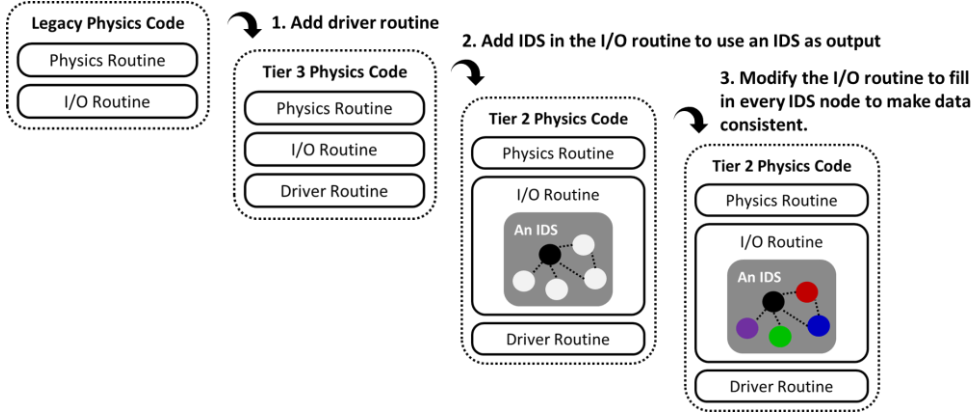 Legacy Physics Code
Physics Routine
I/O Routine
1. Add driver routine
Tier 3 Physics Code
Physics Routine
I/O Routine
Driver Routine
2. Add IDS in the I/O routine to use an IDS as output
Tier 2 Physics Code
Physics Routine
I/O Routine
An IDS
Driver Routine
3. Modify the I/O routine to fill
in every IDS node to make data
consistent.
Tier 2 Physics Code
Physics Routine
I/O Routine
An IDS
Driver Routine